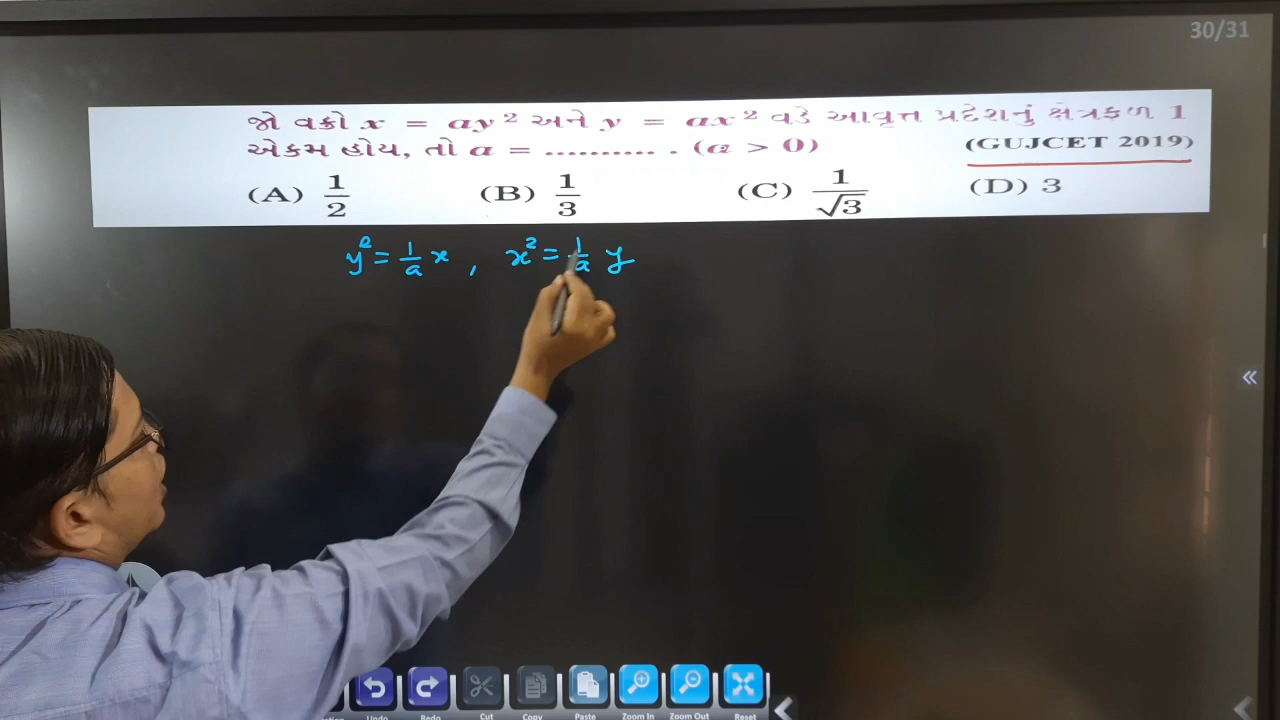 30/31
જો વક્રો x = ay² અને y = ax² વડે આવૃત્ત પ્રદેશનું ક્ષેત્રફળ 1
એકમ હોય, તો a = .......... . (a > 0) (GUJCET 2019)
(A) 1/2 (B) 1/3 (C) 1/√3 (D) 3
y² = 1/a x , x² = 1/a y
Undo Redo Cut Copy Paste Zoom In Zoom Out Reset